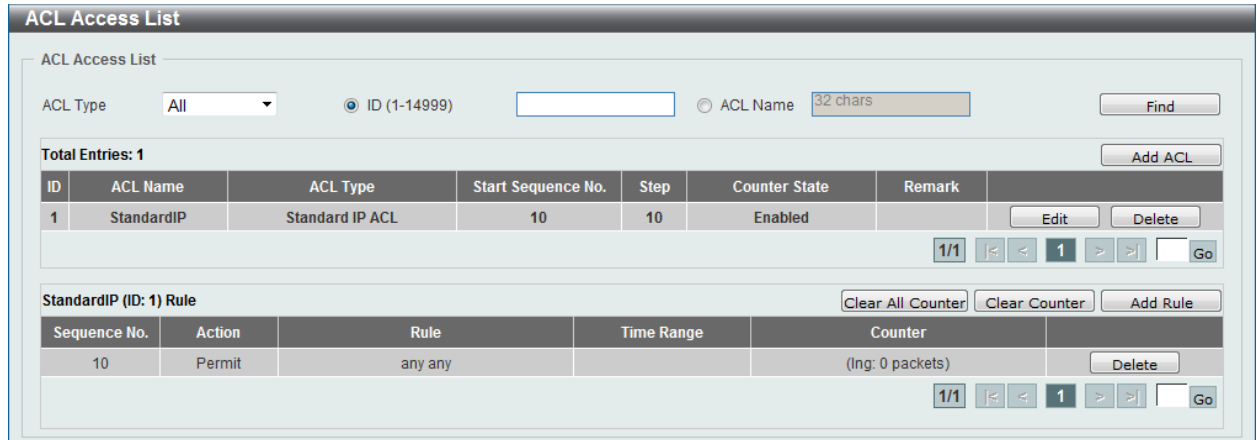 ACL Access List
ACL Access List
ACL Type All ID (1-14999) ACL Name 32 chars Find
Total Entries: 1 Add ACL
ID ACL Name ACL Type Start Sequence No. Step Counter State Remark
1 StandardIP Standard IP ACL 10 10 Enabled Edit Delete
1/1 |< < 1 > >| Go
StandardIP (ID: 1) Rule Clear All Counter Clear Counter Add Rule
Sequence No. Action Rule Time Range Counter
10 Permit any any (Ing: 0 packets) Delete
1/1 |< < 1 > >| Go